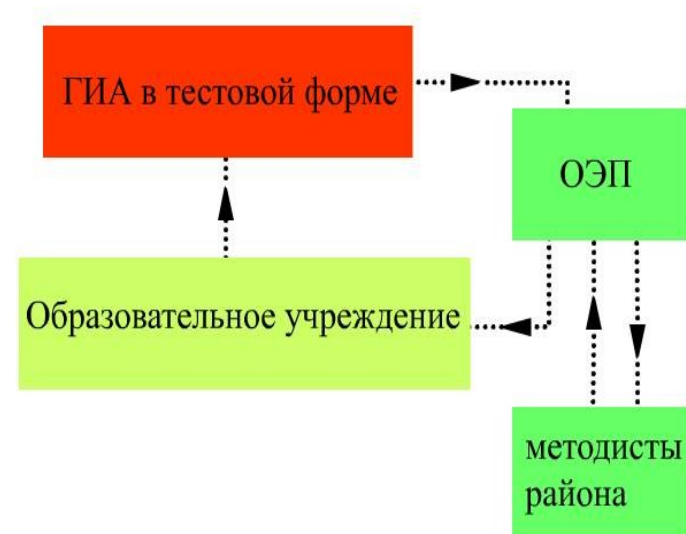 ГИА в тестовой форме
ОЭП
Образовательное учреждение
методисты
района